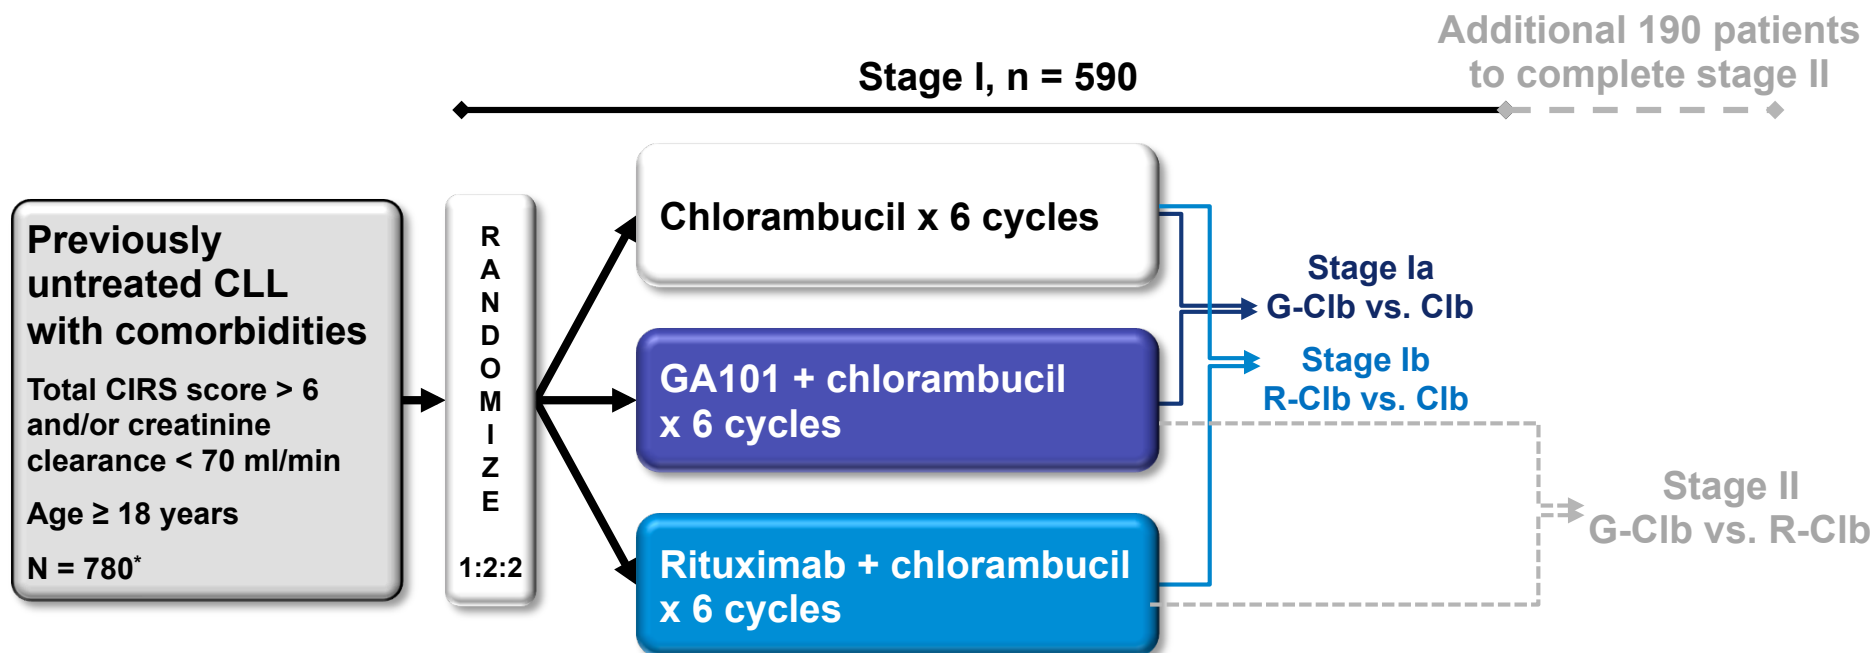 Additional 190 patients
to complete stage II
Stage I, n = 590
Previously
untreated CLL
with comorbidities
Total CIRS score > 6
and/or creatinine
clearance < 70 ml/min
Age ≥ 18 years
N = 780*
R
A
N
D
O
M
I
Z
E
1:2:2
Chlorambucil x 6 cycles
GA101 + chlorambucil
x 6 cycles
Rituximab + chlorambucil
x 6 cycles
Stage Ia
G-Clb vs. Clb
Stage Ib
R-Clb vs. Clb
Stage II
G-Clb vs. R-Clb